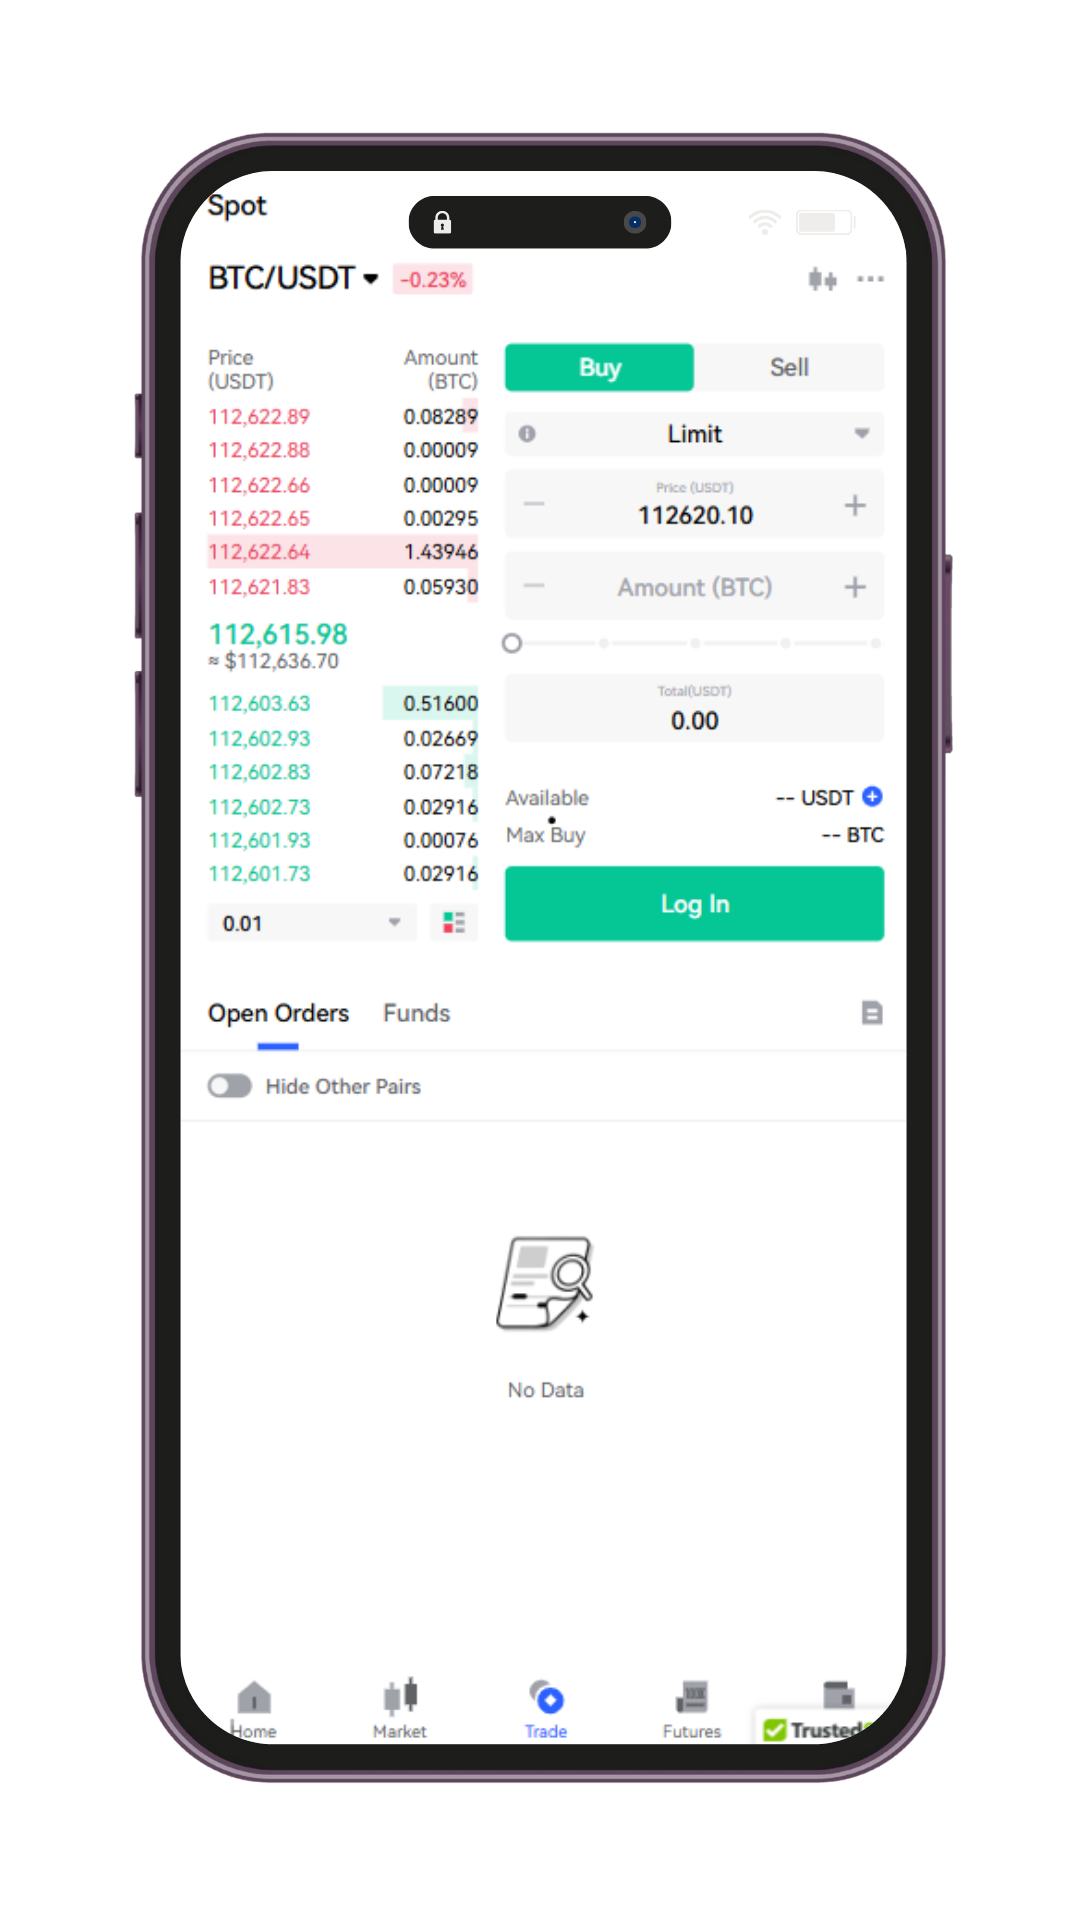 Spot
BTC/USDT -0.23%
Price (USDT) Amount (BTC)
112,622.89 0.08289
112,622.88 0.00009
112,622.66 0.00009
112,622.65 0.00295
112,622.64 1.43946
112,621.83 0.05930
112,615.98
≈ $112,636.70
112,603.63 0.51600
112,602.93 0.02669
112,602.83 0.07218
112,602.73 0.02916
112,601.93 0.00076
112,601.73 0.02916
0.01
Buy Sell
Limit
Price (USDT)
112620.10
Amount (BTC)
Total(USDT)
0.00
Available -- USDT
Max Buy -- BTC
Log In
Open Orders Funds
Hide Other Pairs
No Data
Home Market Trade Futures
Trusted